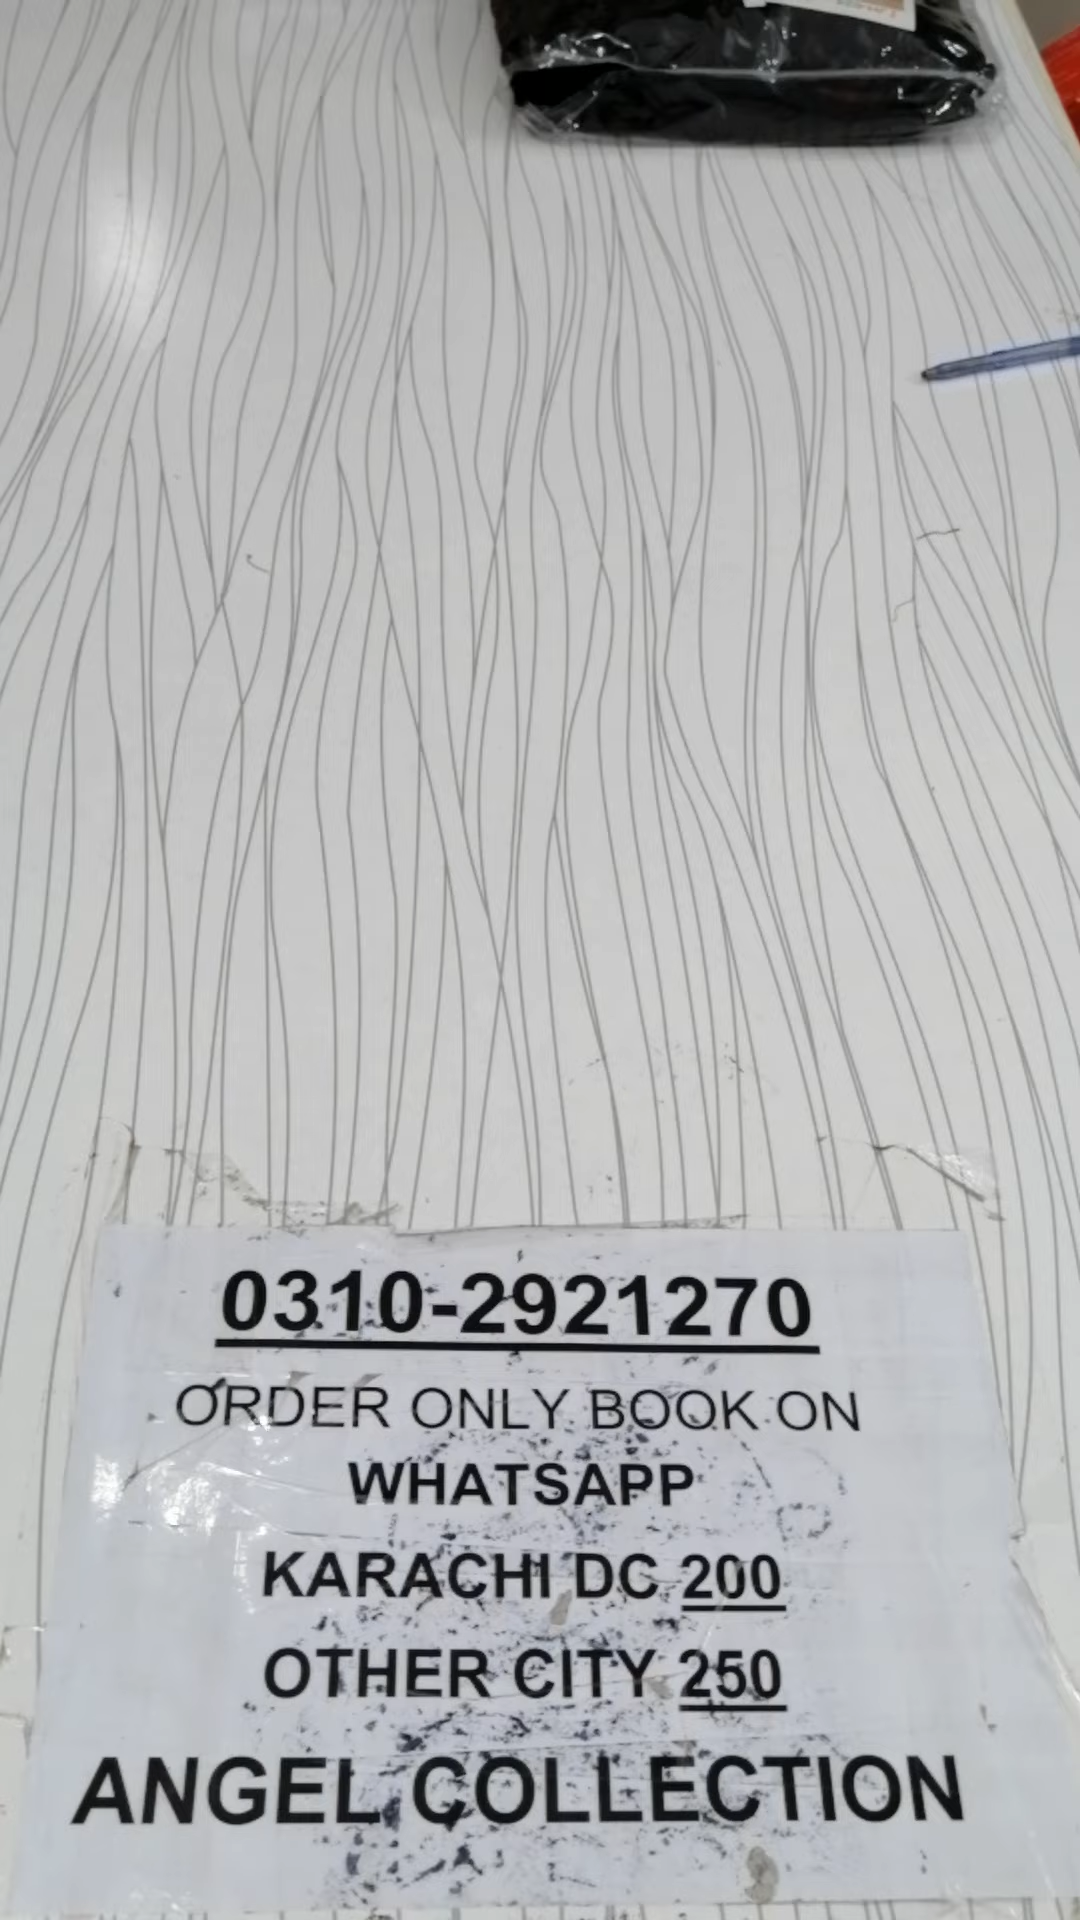 0310-2921270
ORDER ONLY BOOK ON
WHATSAPP
KARACHI DC 200
OTHER CITY 250
ANGEL COLLECTION